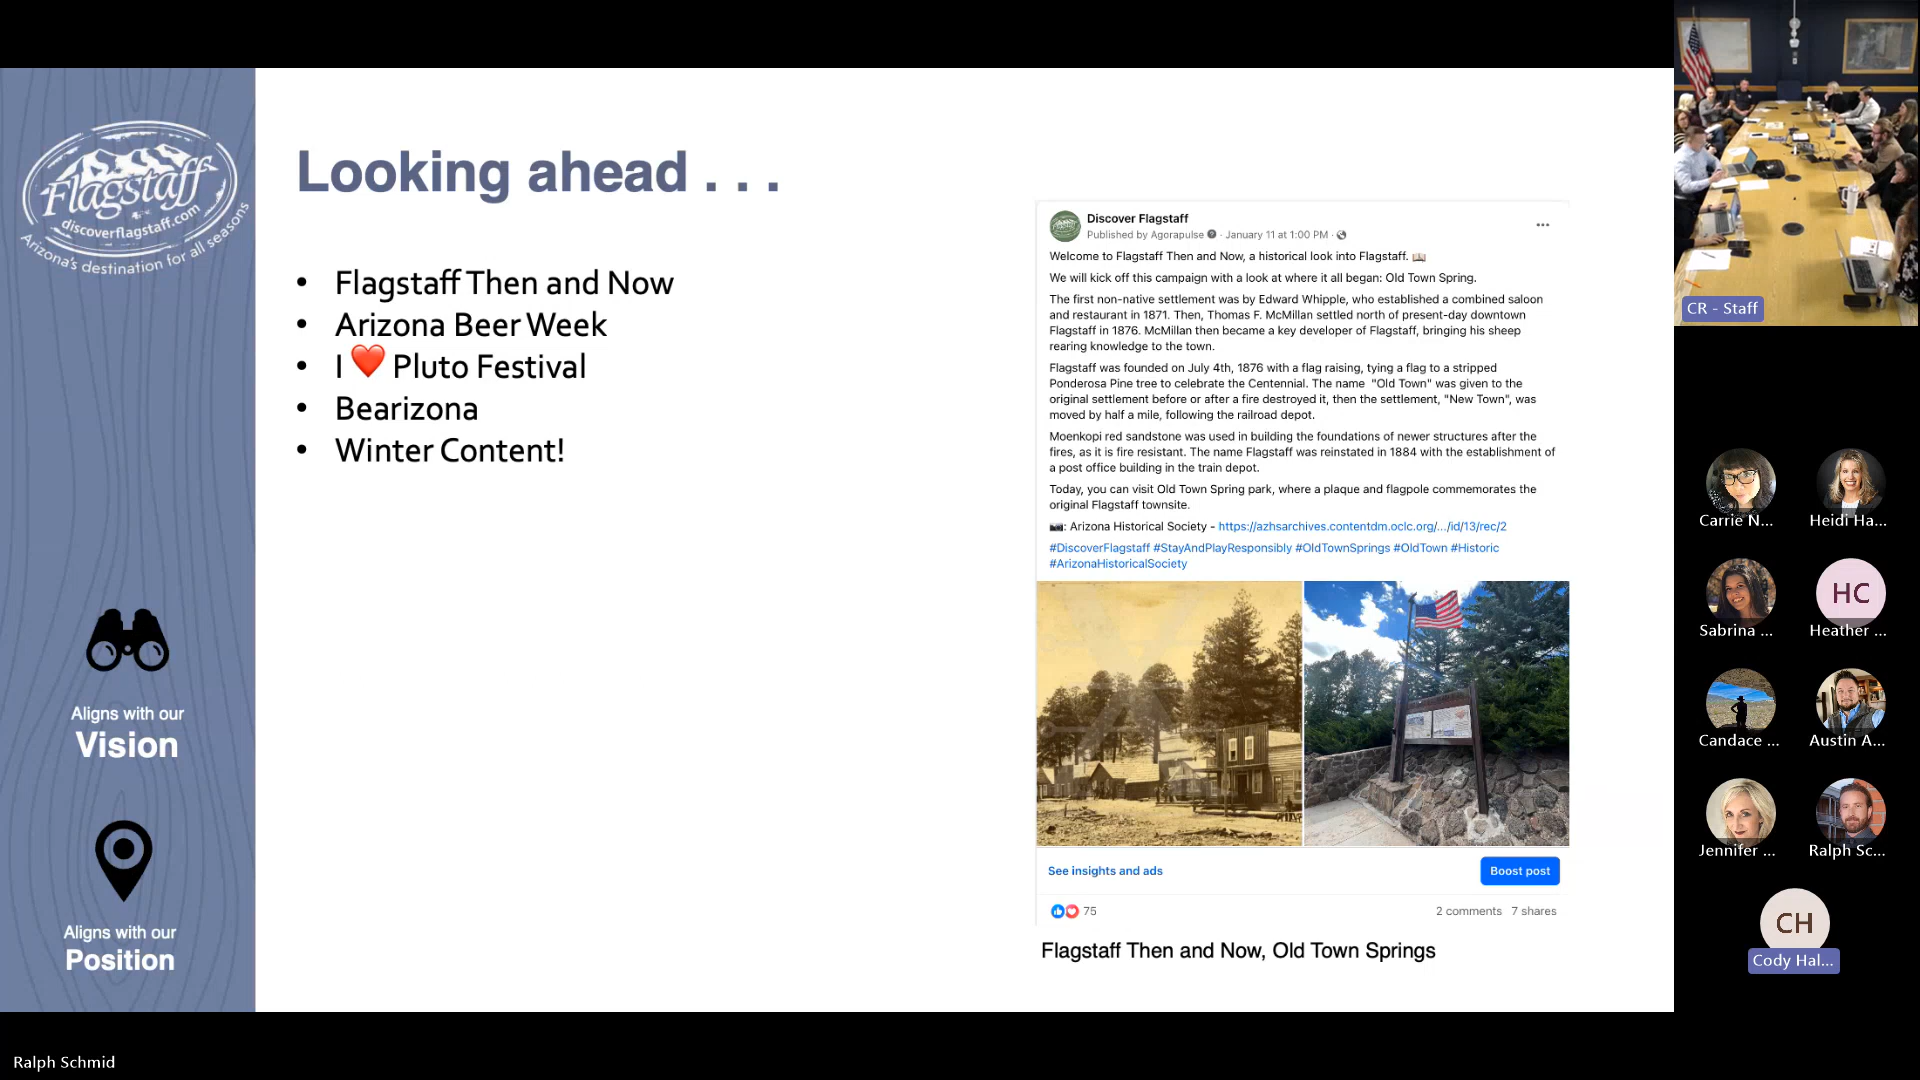 Flagstaff
discoverflagstaff.com
Arizona's destination for all seasons
Aligns with our
Vision
Aligns with our
Position
Looking ahead . . .
• Flagstaff Then and Now
• Arizona Beer Week
• I ❤️ Pluto Festival
• Bearizona
• Winter Content!
Discover Flagstaff
Published by Agorapulse · January 11 at 1:00 PM ·
Welcome to Flagstaff Then and Now, a historical look into Flagstaff. 📖
We will kick off this campaign with a look at where it all began: Old Town Spring.
The first non-native settlement was by Edward Whipple, who established a combined saloon
and restaurant in 1871. Then, Thomas F. McMillan settled north of present-day downtown
Flagstaff in 1876. McMillan then became a key developer of Flagstaff, bringing his sheep
rearing knowledge to the town.
Flagstaff was founded on July 4th, 1876 with a flag raising, tying a flag to a stripped
Ponderosa Pine tree to celebrate the Centennial. The name "Old Town" was given to the
original settlement before or after a fire destroyed it, then the settlement, "New Town", was
moved by half a mile, following the railroad depot.
Moenkopi red sandstone was used in building the foundations of newer structures after the
fires, as it is fire resistant. The name Flagstaff was reinstated in 1884 with the establishment of
a post office building in the train depot.
Today, you can visit Old Town Spring park, where a plaque and flagpole commemorates the
original Flagstaff townsite.
📷: Arizona Historical Society - https://azhsarchives.contentdm.oclc.org/.../id/13/rec/2
#DiscoverFlagstaff #StayAndPlayResponsibly #OldTownSprings #OldTown #Historic
#ArizonaHistoricalSociety
See insights and ads
Boost post
75
2 comments 7 shares
Flagstaff Then and Now, Old Town Springs
CR - Staff
Carrie N...
Heidi Ha...
Sabrina ...
HC
Heather ...
Candace ...
Austin A...
Jennifer ...
Ralph Sc...
CH
Cody Hal...
Ralph Schmid